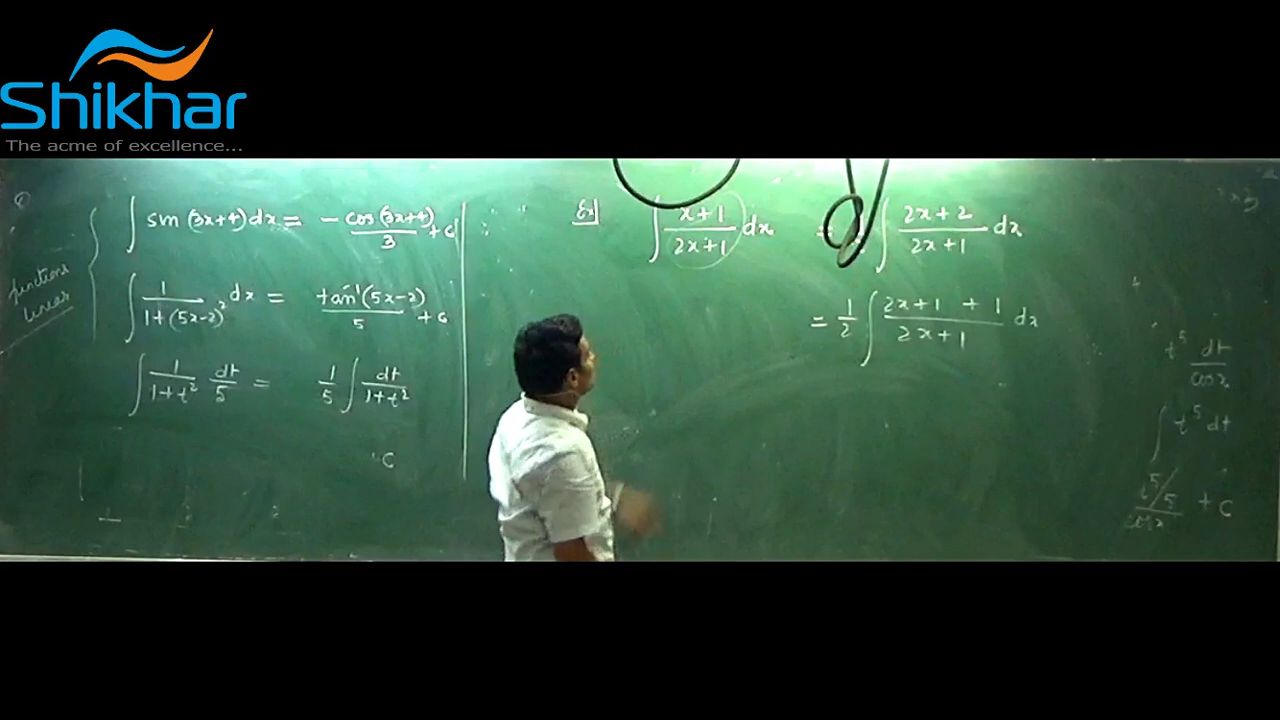 Shikhar
The acme of excellence...
functions
linear
∫ sin (3x+4) dx = - cos(3x+4)/3 + c
∫ 1/(1+(5x-2)²) dx = tan⁻¹(5x-2)/5 + c
∫ 1/(1+t²) dt/5 = 1/5 ∫ dt/(1+t²)
c
Ex
∫ (x+1)/(2x+1) dx = ∫ (2x+2)/(2x+1) dx
= 1/2 ∫ (2x+1 + 1)/(2x+1) dx
t⁵ dt/cosx
∫ t⁵ dt
+ c